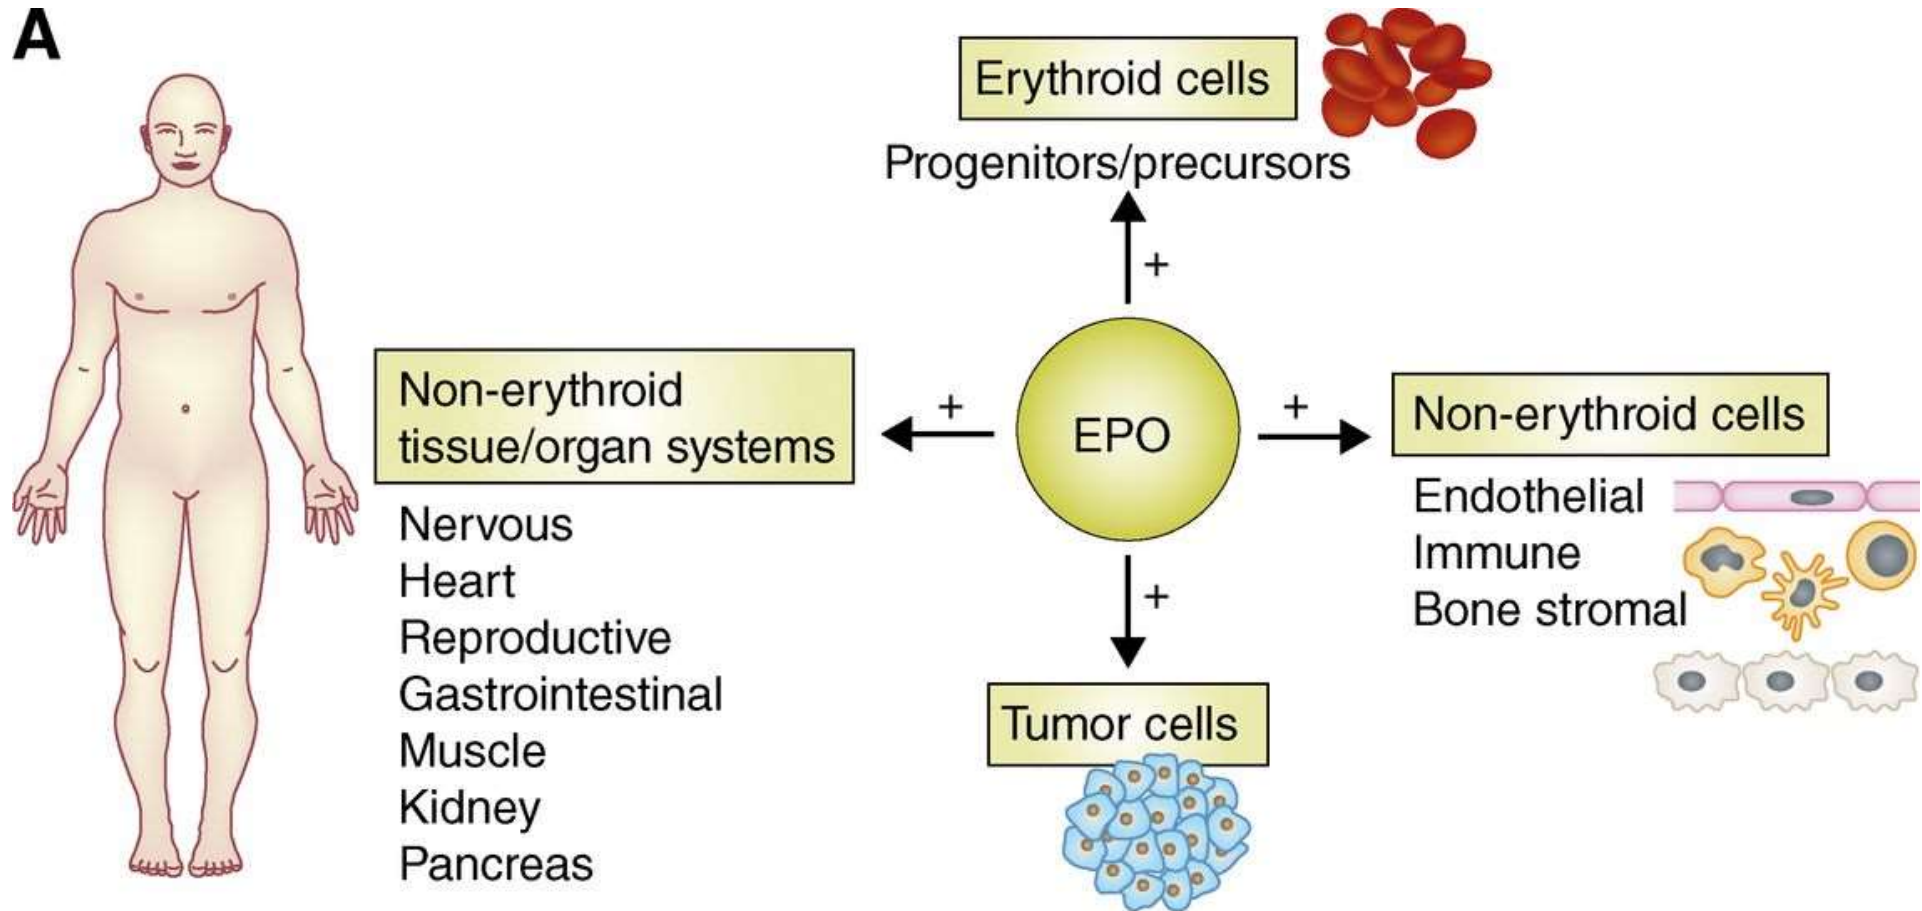 A
Erythroid cells
Progenitors/precursors
+
Non-erythroid
tissue/organ systems
Nervous
Heart
Reproductive
Gastrointestinal
Muscle
Kidney
Pancreas
+
EPO
+
Non-erythroid cells
Endothelial
Immune
Bone stromal
+
Tumor cells